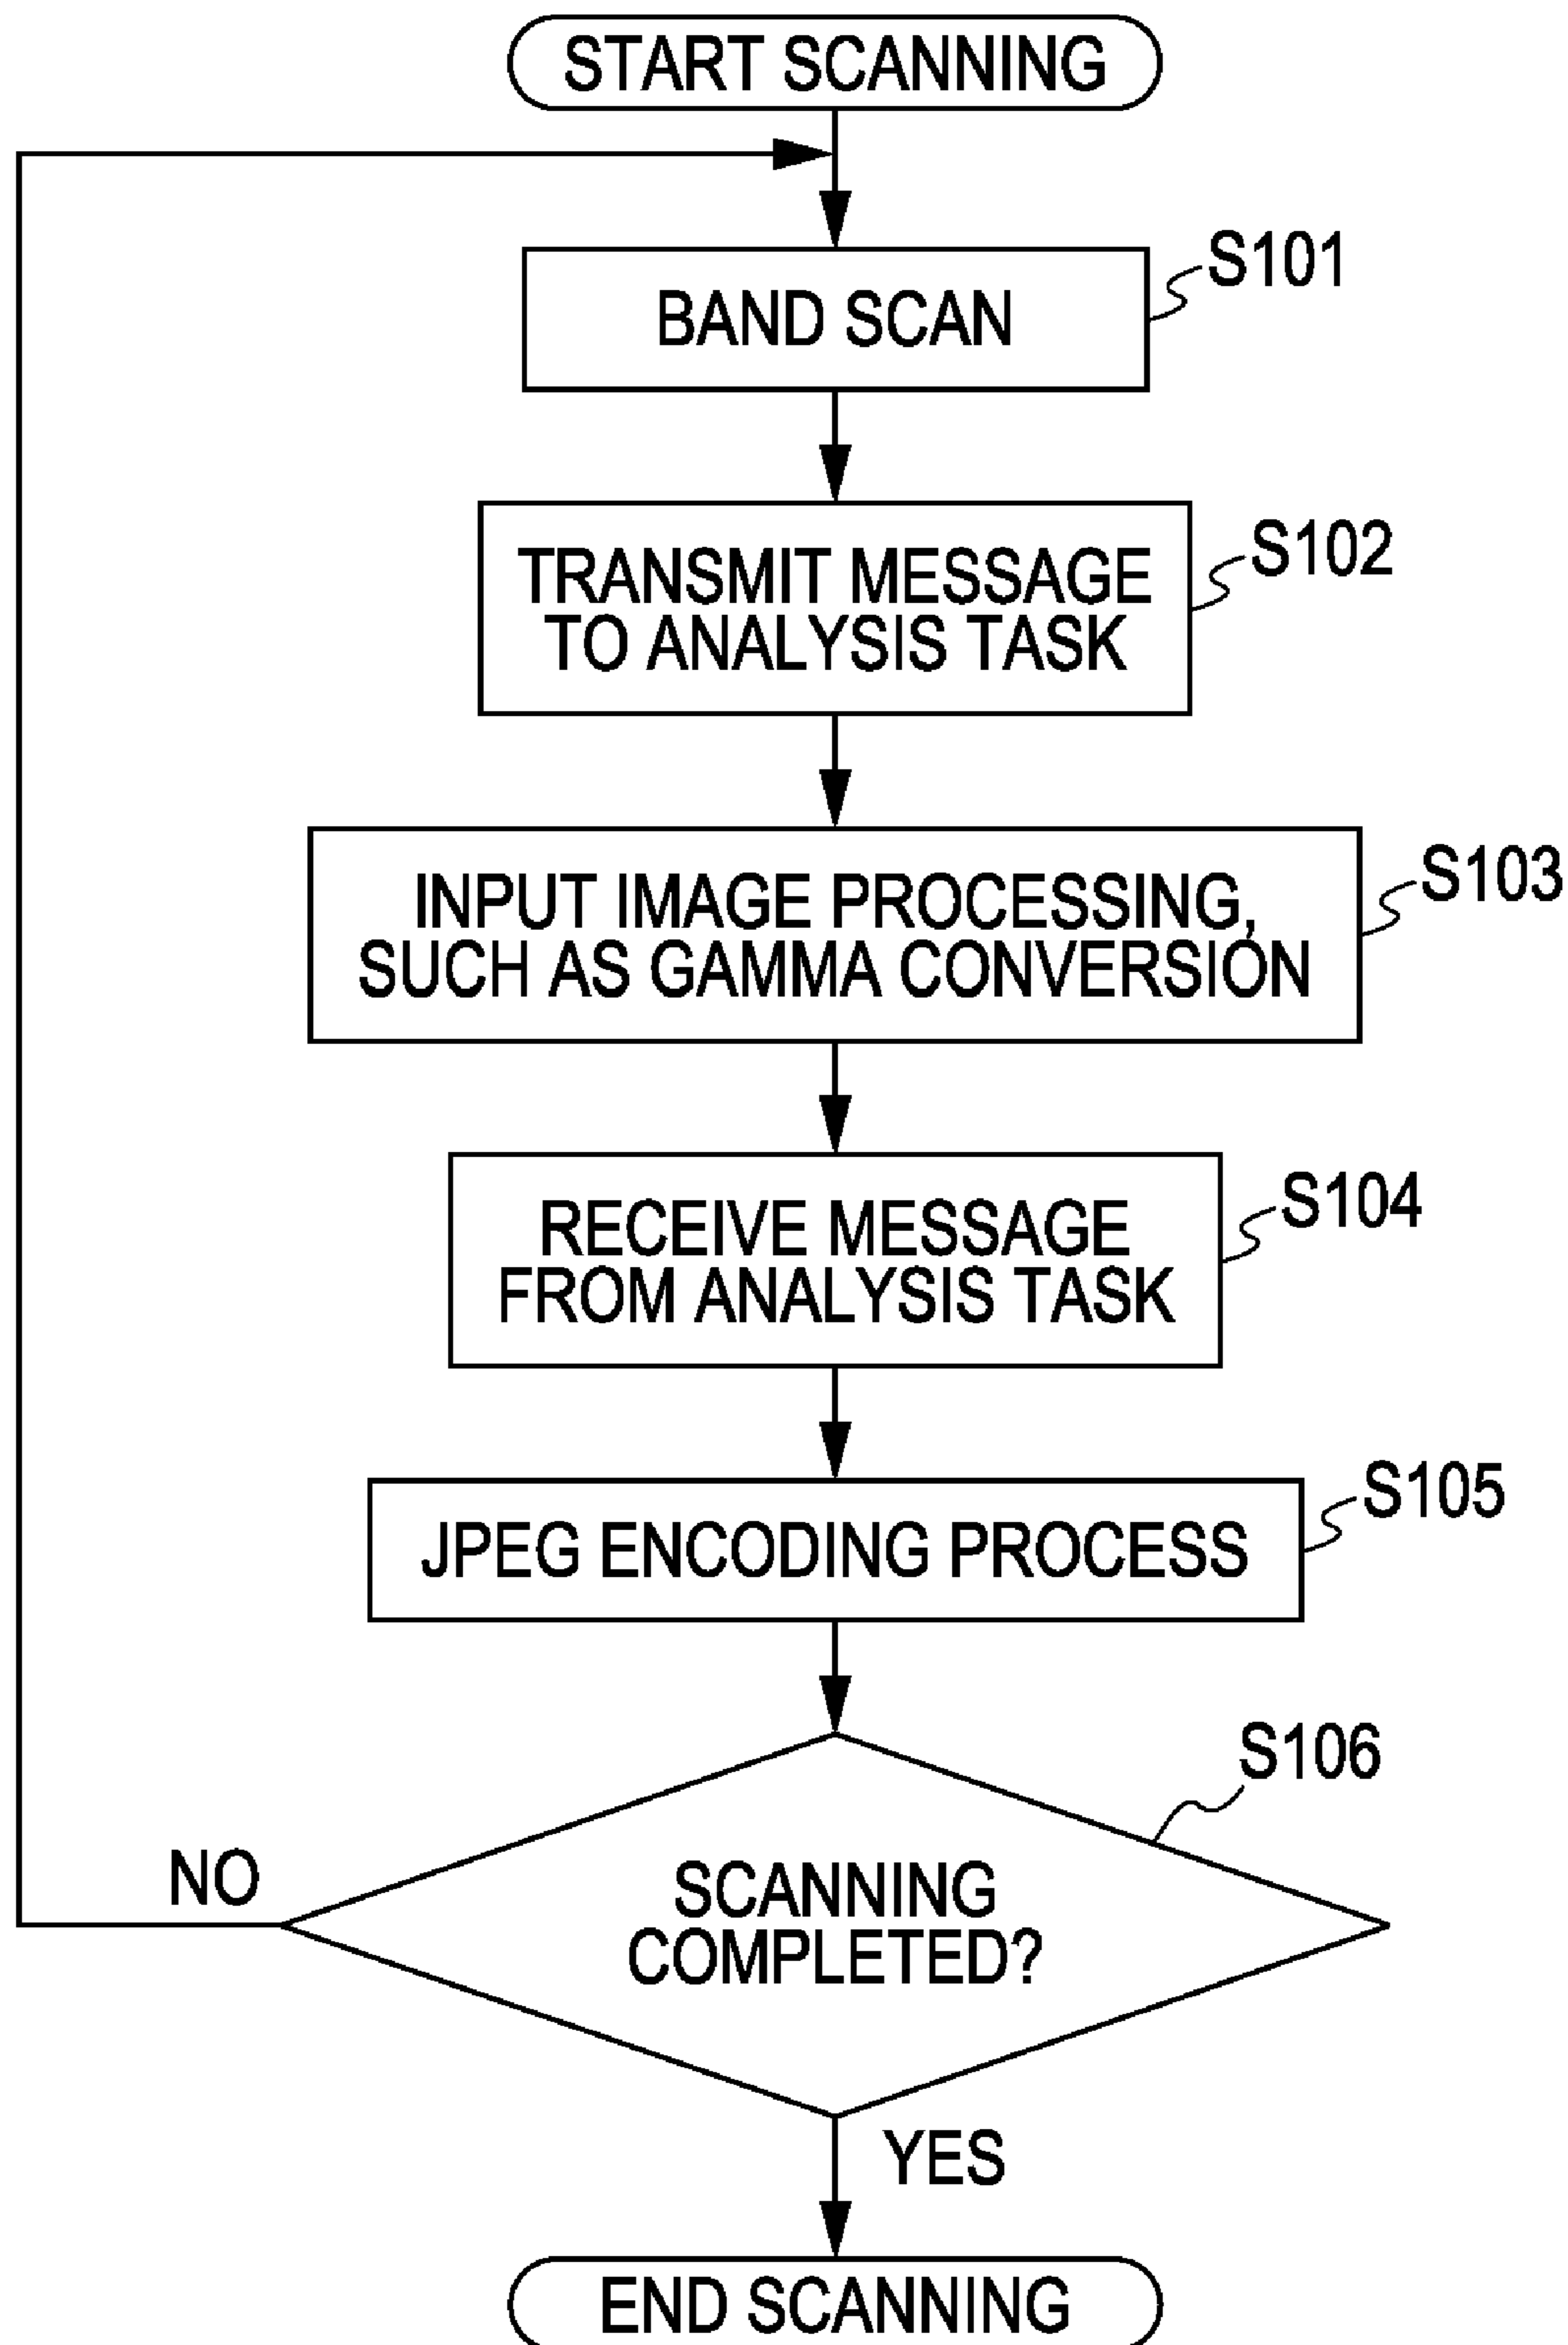 START SCANNING
S101
BAND SCAN
S102
TRANSMIT MESSAGE
TO ANALYSIS TASK
S103
INPUT IMAGE PROCESSING,
SUCH AS GAMMA CONVERSION
S104
RECEIVE MESSAGE
FROM ANALYSIS TASK
S105
JPEG ENCODING PROCESS
S106
NO
SCANNING
COMPLETED?
YES
END SCANNING